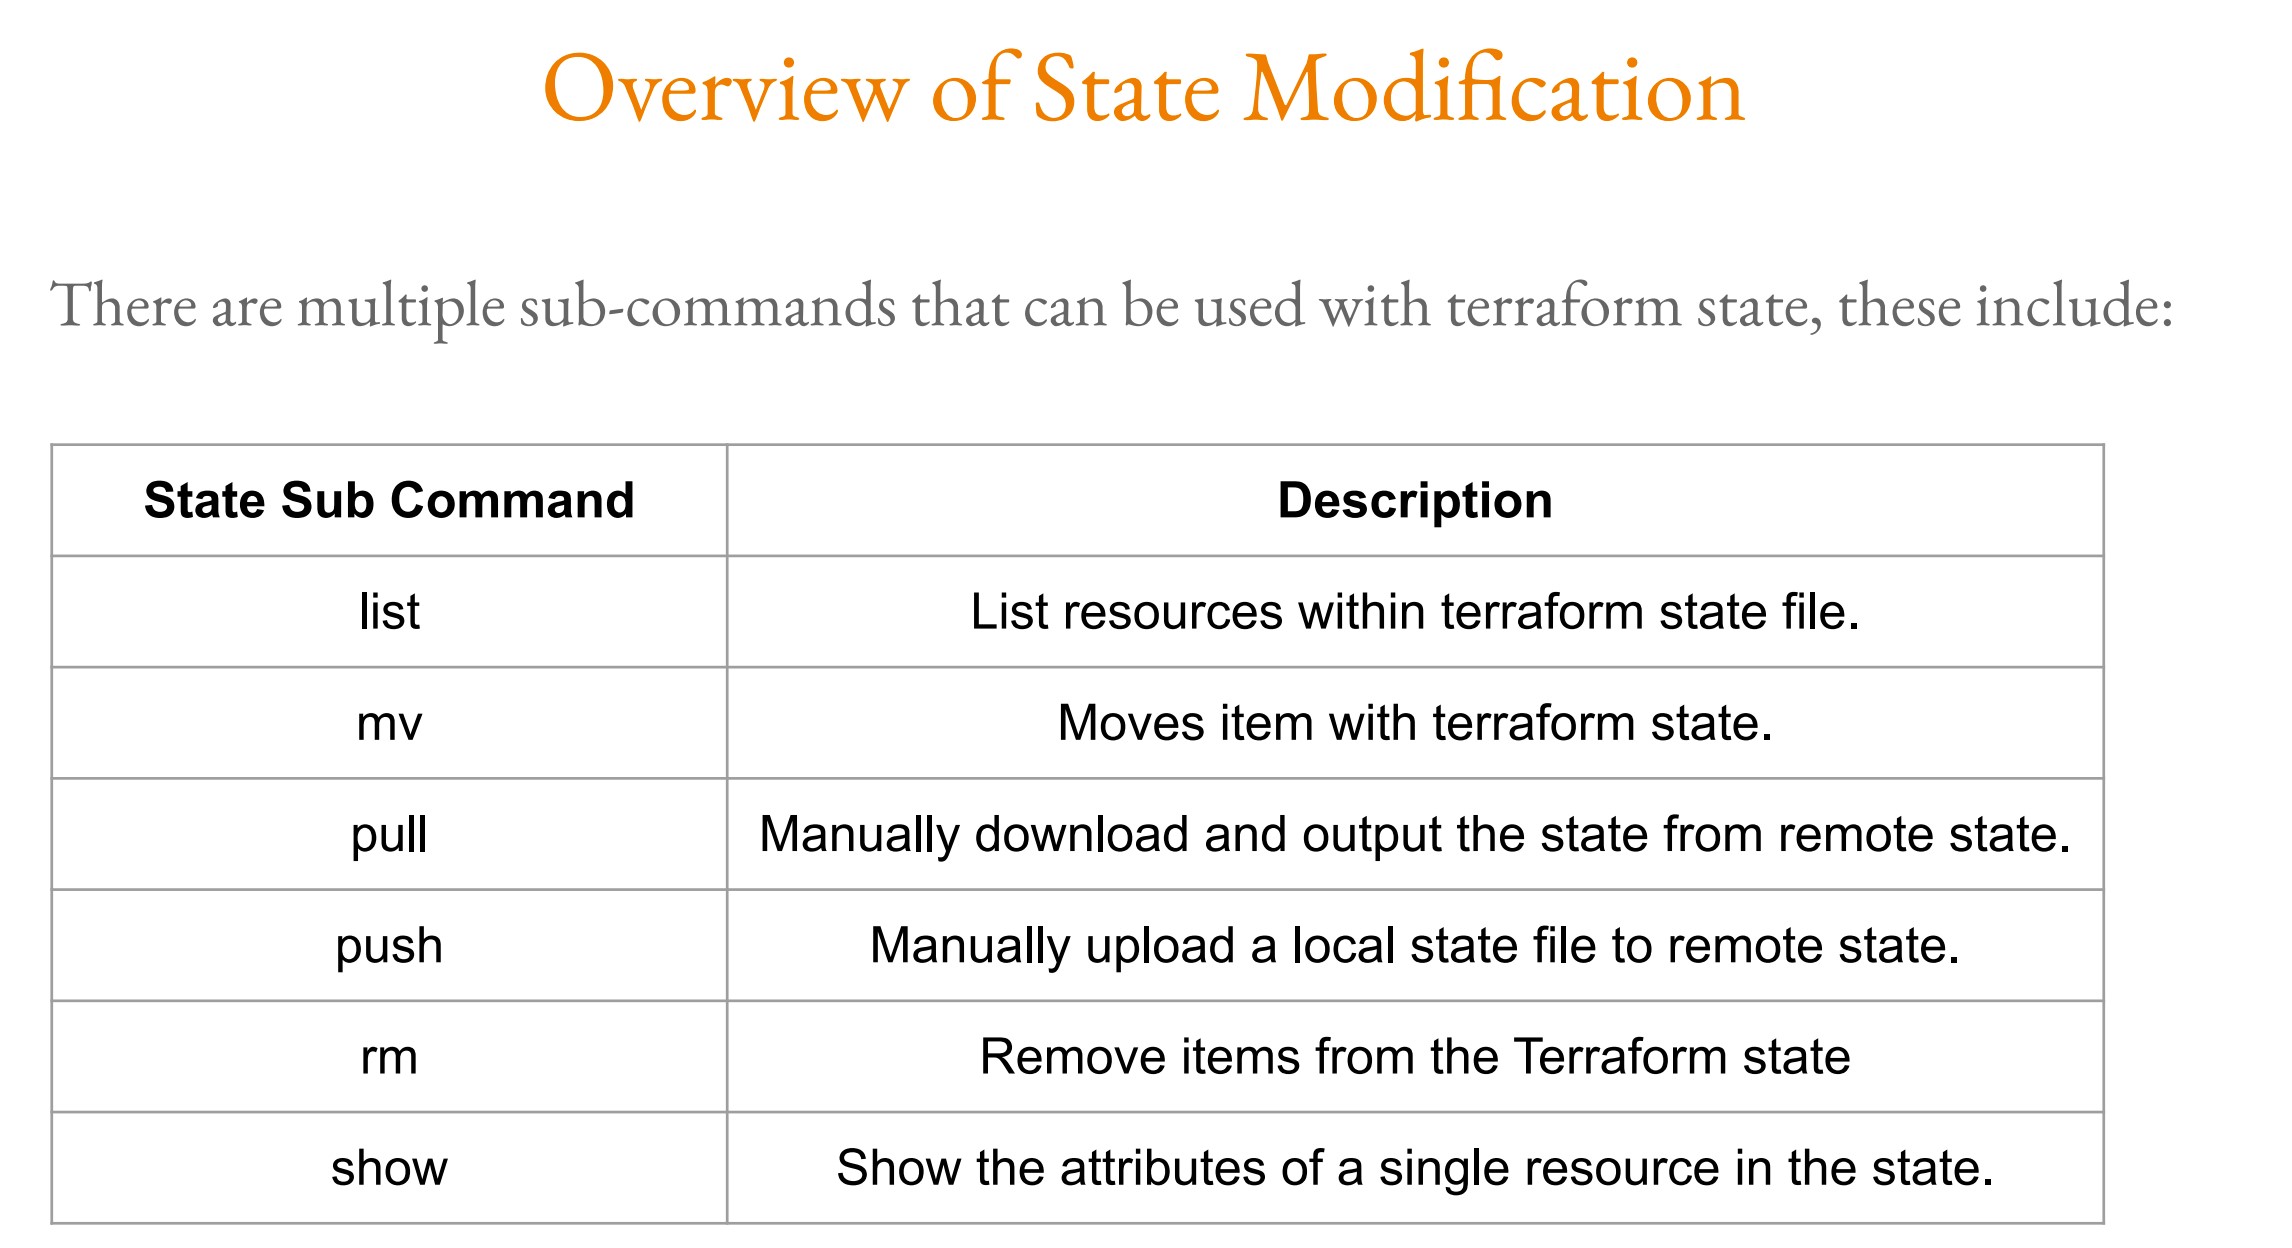 Overview of State Modification
There are multiple sub-commands that can be used with terraform state, these include:
State Sub Command Description
list List resources within terraform state file.
mv Moves item with terraform state.
pull Manually download and output the state from remote state.
push Manually upload a local state file to remote state.
rm Remove items from the Terraform state
show Show the attributes of a single resource in the state.